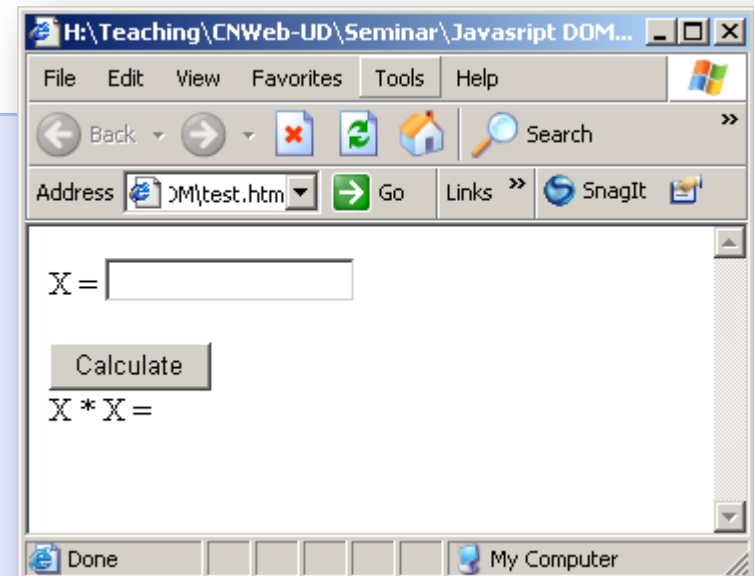 H:\Teaching\CNWeb-UD\Seminar\Javasript DOM...
File Edit View Favorites Tools Help
Back Search »
Address OM\test.htm Go Links » SnagIt
X =
Calculate
X * X =
Done My Computer